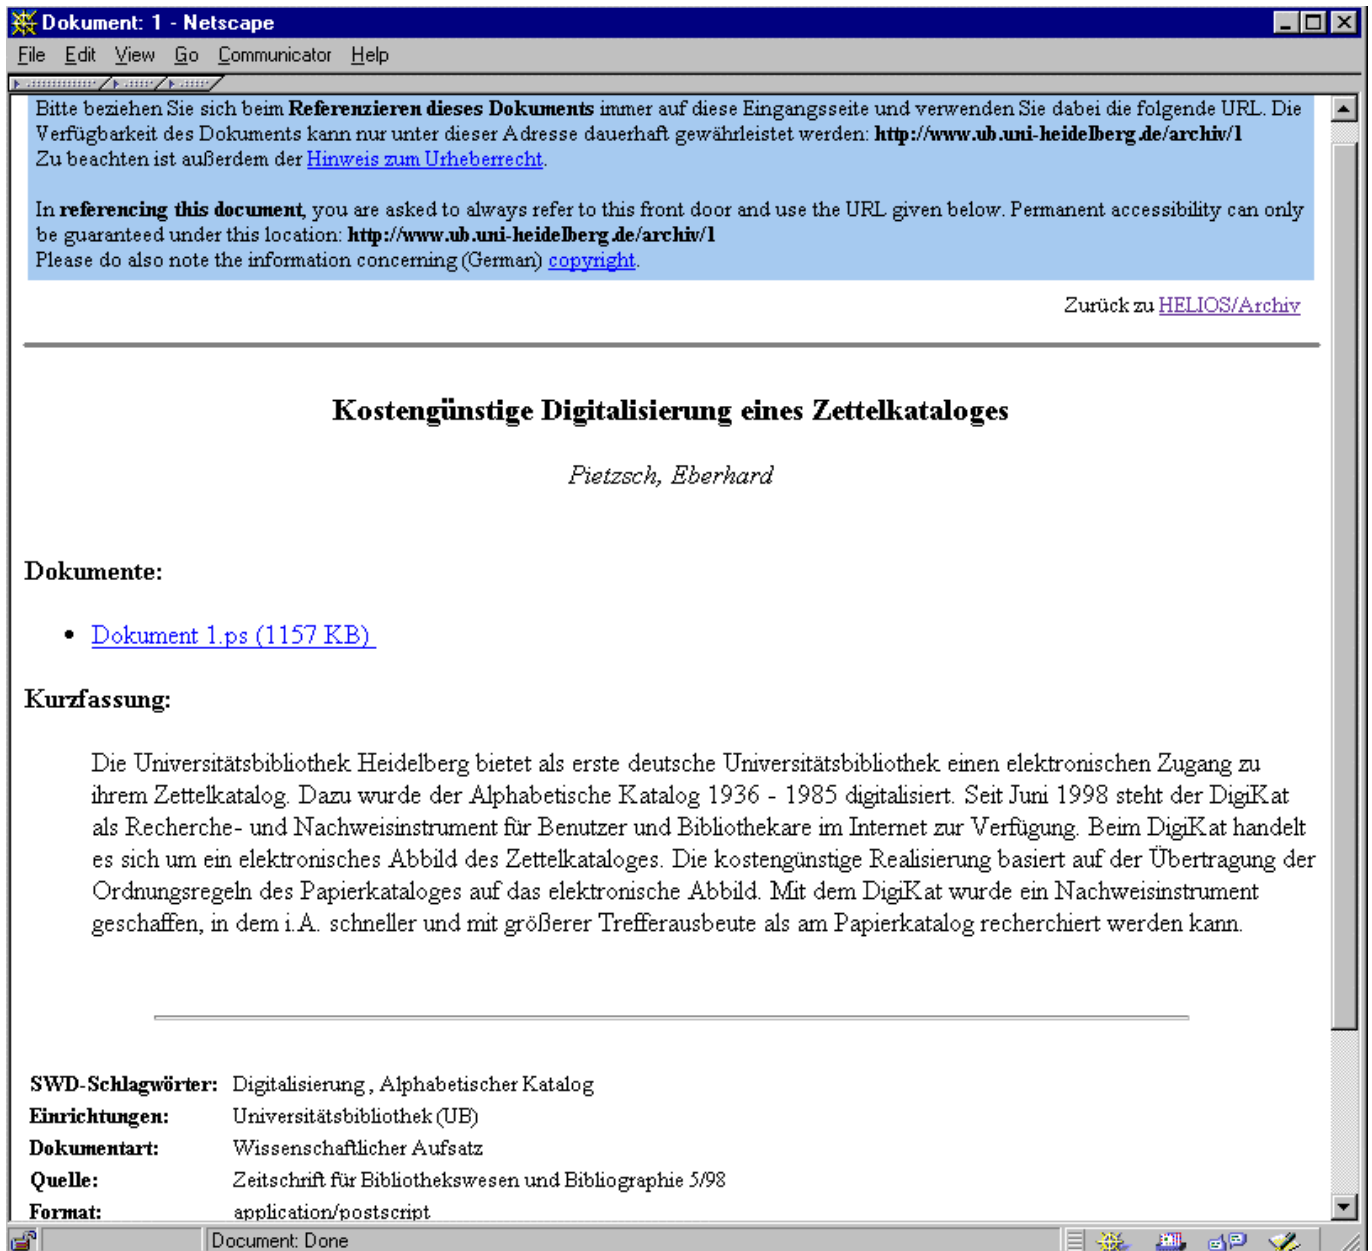 Dokument: 1 - Netscape
File Edit View Go Communicator Help
Bitte beziehen Sie sich beim Referenzieren dieses Dokuments immer auf diese Eingangsseite und verwenden Sie dabei die folgende URL. Die
Verfügbarkeit des Dokuments kann nur unter dieser Adresse dauerhaft gewährleistet werden: http://www.ub.uni-heidelberg.de/archiv/1
Zu beachten ist außerdem der Hinweis zum Urheberrecht.
In referencing this document, you are asked to always refer to this front door and use the URL given below. Permanent accessibility can only
be guaranteed under this location: http://www.ub.uni-heidelberg.de/archiv/1
Please do also note the information concerning (German) copyright.
Zurück zu HELIOS/Archiv
Kostengünstige Digitalisierung eines Zettelkataloges
Pietzsch, Eberhard
Dokumente:
• Dokument 1.ps (1157 KB)
Kurzfassung:
Die Universitätsbibliothek Heidelberg bietet als erste deutsche Universitätsbibliothek einen elektronischen Zugang zu
ihrem Zettelkatalog. Dazu wurde der Alphabetische Katalog 1936 - 1985 digitalisiert. Seit Juni 1998 steht der DigiKat
als Recherche- und Nachweisinstrument für Benutzer und Bibliothekare im Internet zur Verfügung. Beim DigiKat handelt
es sich um ein elektronisches Abbild des Zettelkataloges. Die kostengünstige Realisierung basiert auf der Übertragung der
Ordnungsregeln des Papierkataloges auf das elektronische Abbild. Mit dem DigiKat wurde ein Nachweisinstrument
geschaffen, in dem i.A. schneller und mit größerer Trefferausbeute als am Papierkatalog recherchiert werden kann.
SWD-Schlagwörter: Digitalisierung , Alphabetischer Katalog
Einrichtungen: Universitätsbibliothek (UB)
Dokumentart: Wissenschaftlicher Aufsatz
Quelle: Zeitschrift für Bibliothekswesen und Bibliographie 5/98
Format: application/postscript
Document: Done